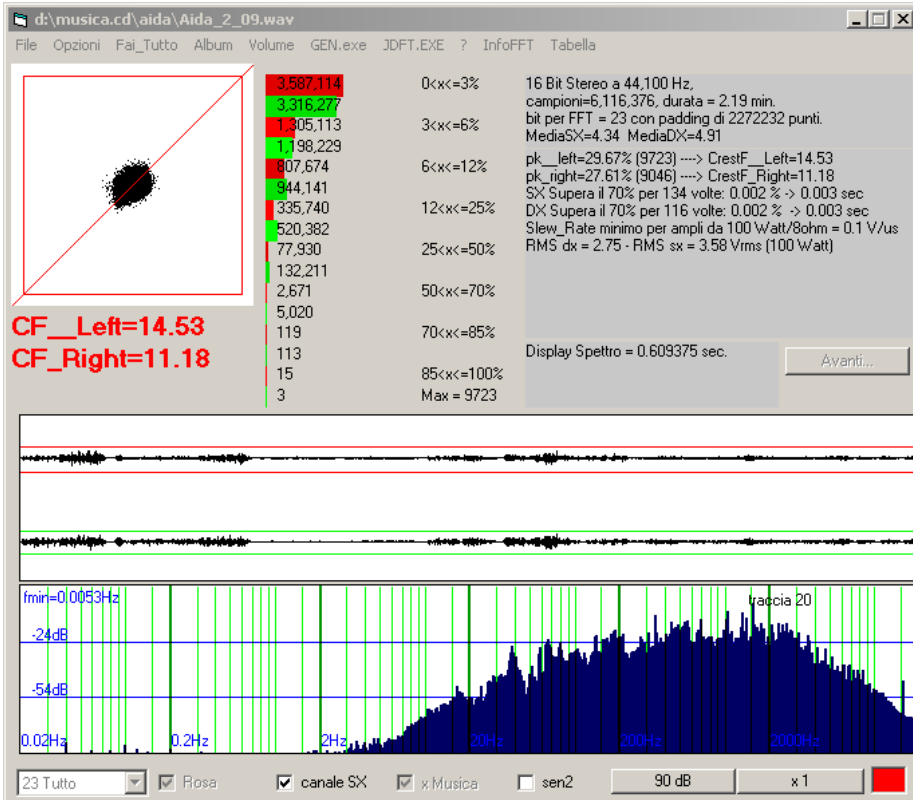 d:\musica.cd\aida\Aida_2_09.wav
File Opzioni Fai_Tutto Album Volume GEN.exe JDFT.EXE ? InfoFFT Tabella
3,587,114 0<x<=3%
3,316,277
1,305,113 3<x<=6%
1,198,229
807,674 6<x<=12%
944,141
335,740 12<x<=25%
520,382
77,930 25<x<=50%
132,211
2,671 50<x<=70%
5,020
119 70<x<=85%
113
15 85<x<=100%
3 Max = 9723
16 Bit Stereo a 44,100 Hz,
campioni=6,116,376, durata = 2.19 min.
bit per FFT = 23 con padding di 2272232 punti.
MediaSX=4.34 MediaDX=4.91
pk__left=29.67% (9723) ----> CrestF__Left=14.53
pk_right=27.61% (9046) ----> CrestF_Right=11.18
SX Supera il 70% per 134 volte: 0.002 % -> 0.003 sec
DX Supera il 70% per 116 volte: 0.002 % -> 0.003 sec
Slew_Rate minimo per ampli da 100 Watt/8ohm = 0.1 V/us
RMS dx = 2.75 - RMS sx = 3.58 Vrms (100 Watt)
CF__Left=14.53
CF_Right=11.18
Display Spettro = 0.609375 sec.
Avanti...
fmin=0.0053Hz
traccia 20
-24dB
-54dB
0.02Hz 0.2Hz 2Hz 20Hz 200Hz 2000Hz
23 Tutto Rosa canale SX x Musica sen2 90 dB x 1